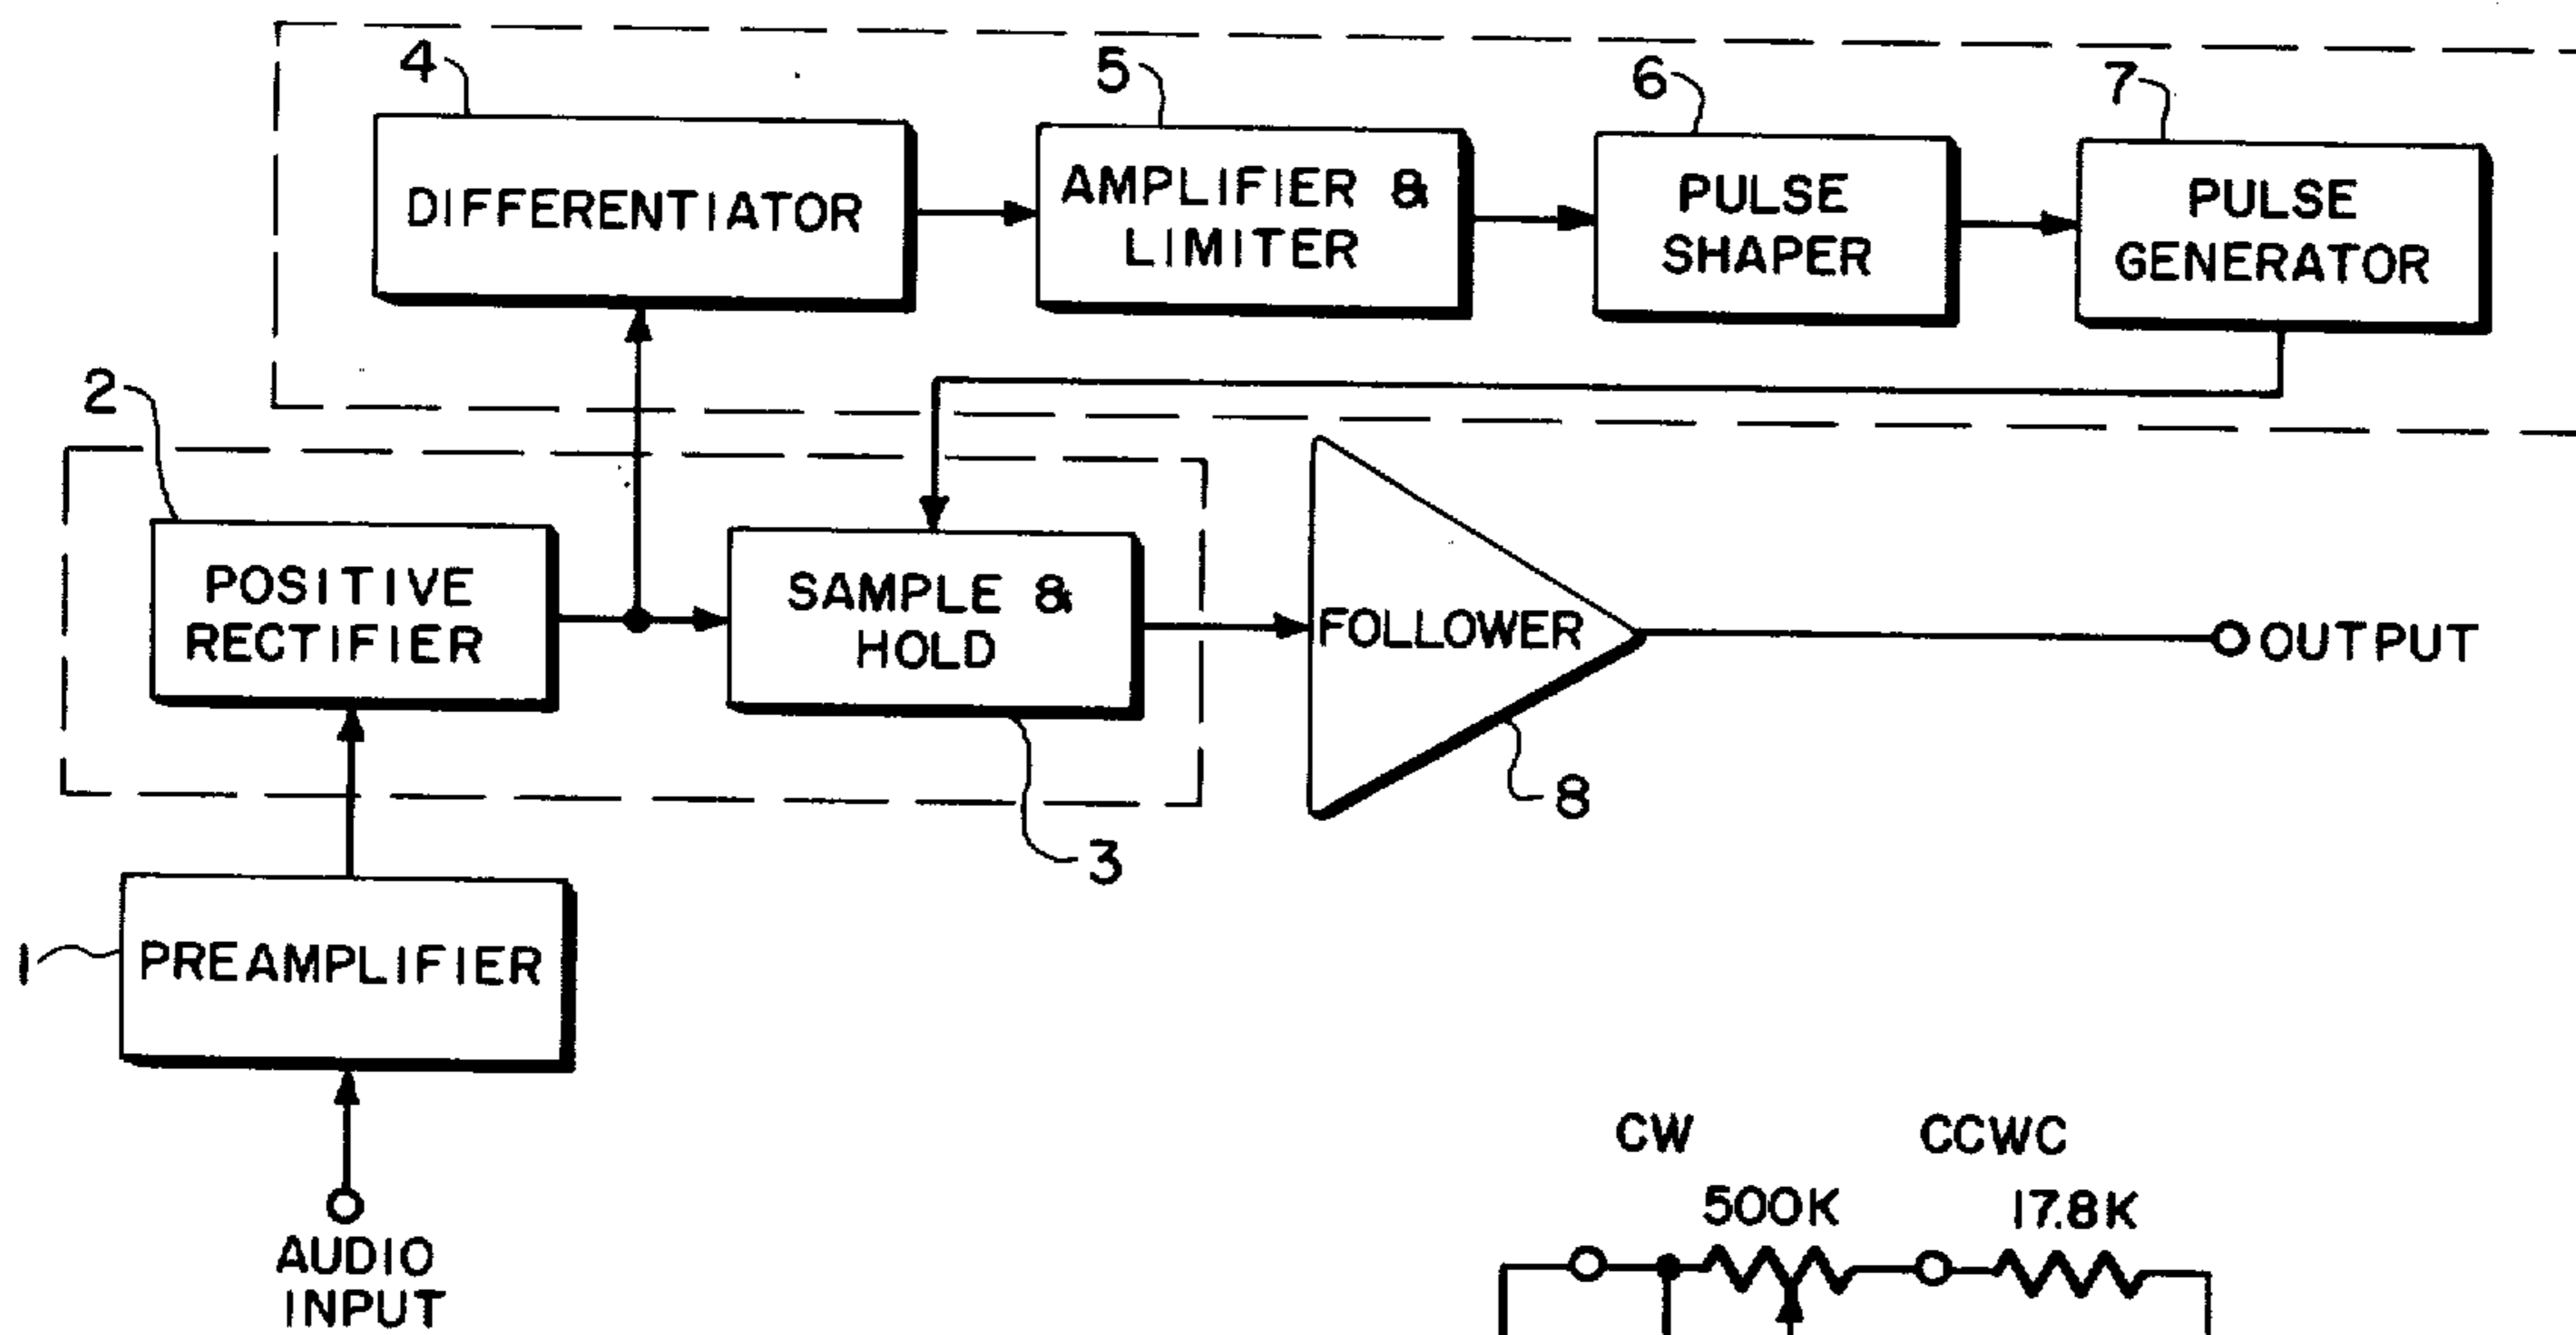 4
5
6
7
DIFFERENTIATOR
AMPLIFIER &
LIMITER
PULSE
SHAPER
PULSE
GENERATOR
2
POSITIVE
RECTIFIER
SAMPLE &
HOLD
FOLLOWER
OUTPUT
8
3
1
PREAMPLIFIER
AUDIO
INPUT
CW
CCWC
500K
17.8K